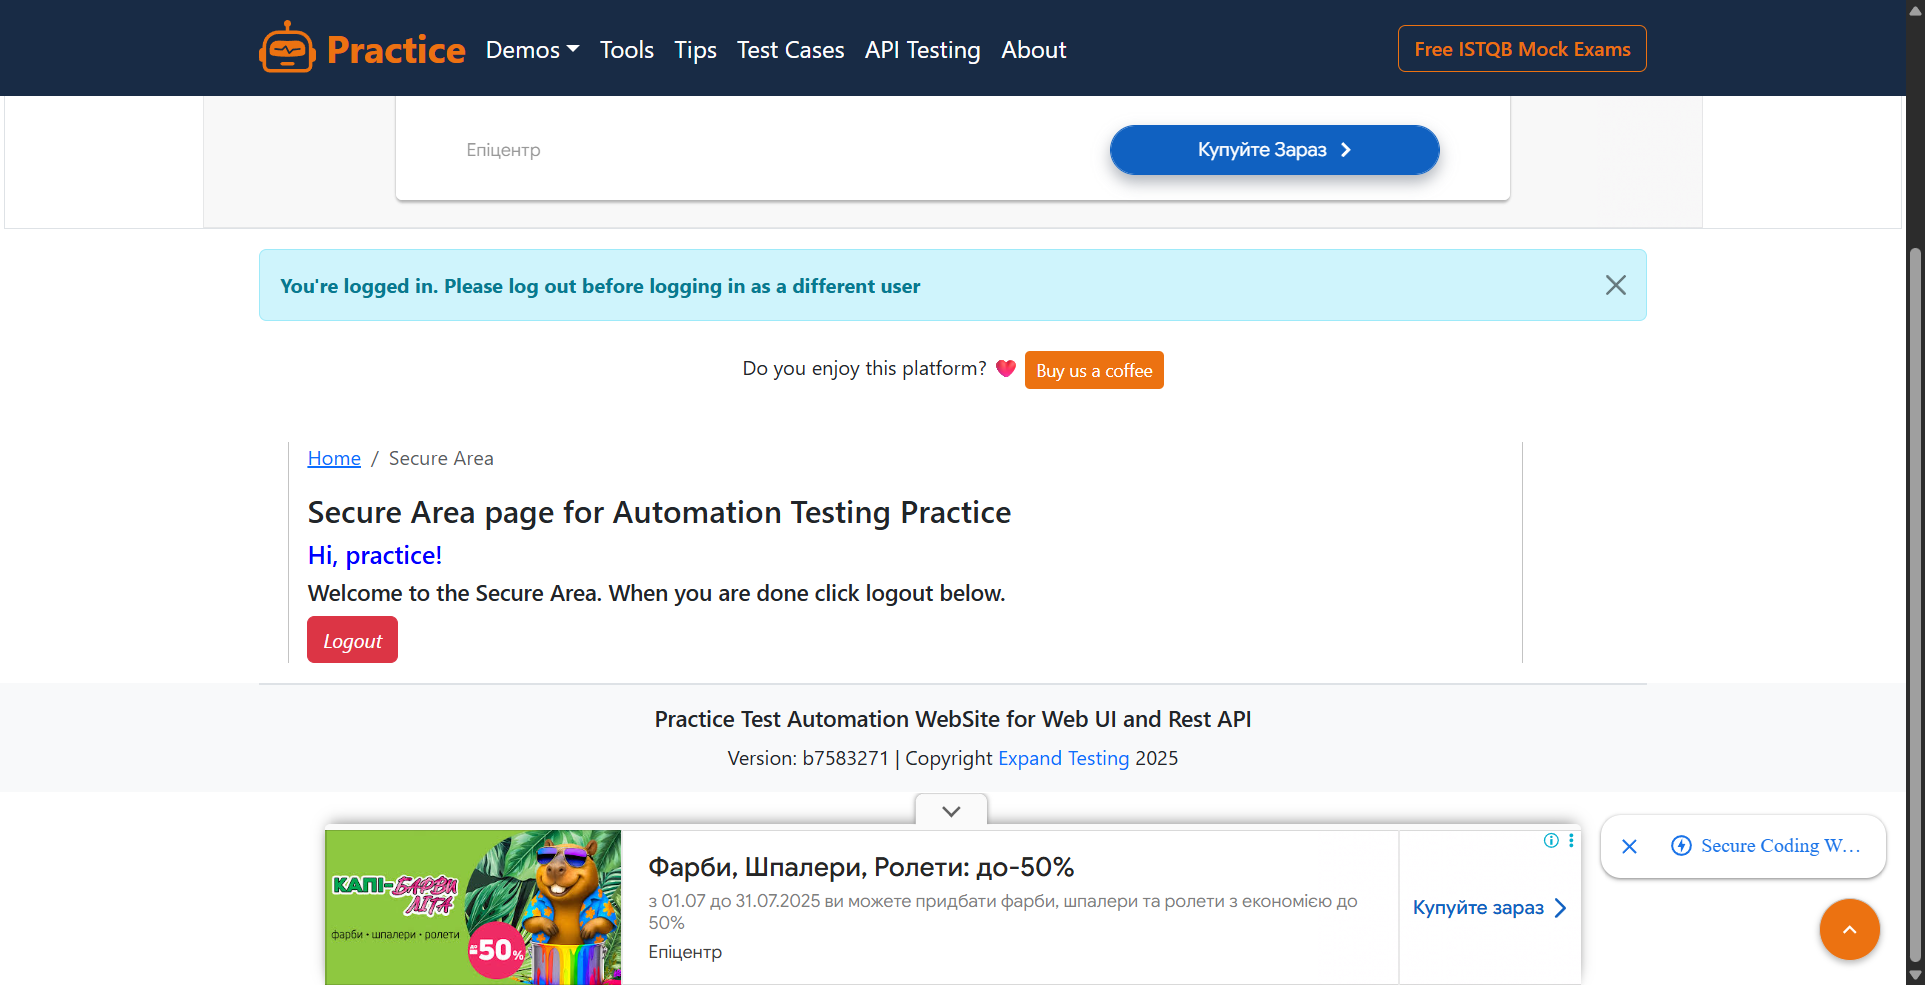 Practice
Demos
Tools
Tips
Test Cases
API Testing
About
Free ISTQB Mock Exams
Епіцентр
Купуйте Зараз
You're logged in. Please log out before logging in as a different user
Do you enjoy this platform?
Buy us a coffee
Home / Secure Area
Secure Area page for Automation Testing Practice
Hi, practice!
Welcome to the Secure Area. When you are done click logout below.
Logout
Practice Test Automation WebSite for Web UI and Rest API
Version: b7583271 | Copyright Expand Testing 2025
КАПІ-БАРВИ
ЛІТА
фарби • шпалери • ролети
до
-50%
Фарби, Шпалери, Ролети: до-50%
з 01.07 до 31.07.2025 ви можете придбати фарби, шпалери та ролети з економією до
50%
Епіцентр
Купуйте зараз
Secure Coding W...